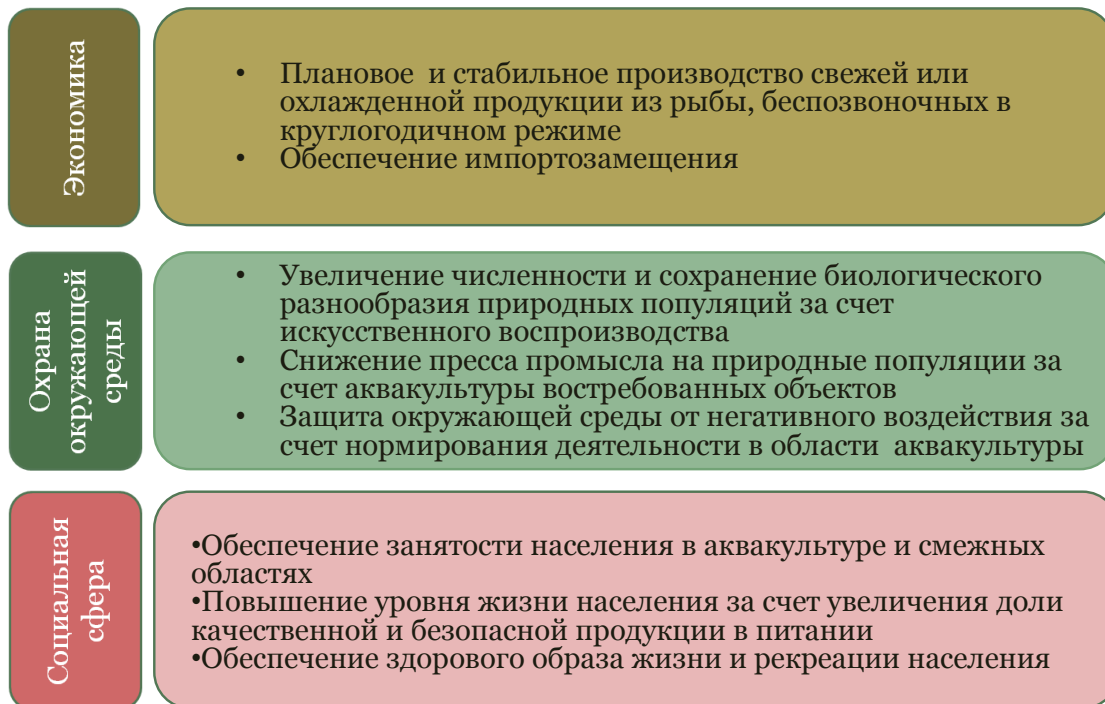 Экономика
• Плановое и стабильное производство свежей или
охлажденной продукции из рыбы, беспозвоночных в
круглогодичном режиме
• Обеспечение импортозамещения
Охрана
окружающей
среды
• Увеличение численности и сохранение биологического
разнообразия природных популяций за счет
искусственного воспроизводства
• Снижение пресса промысла на природные популяции за
счет аквакультуры востребованных объектов
• Защита окружающей среды от негативного воздействия за
счет нормирования деятельности в области аквакультуры
Социальная
сфера
•Обеспечение занятости населения в аквакультуре и смежных
областях
•Повышение уровня жизни населения за счет увеличения доли
качественной и безопасной продукции в питании
•Обеспечение здорового образа жизни и рекреации населения